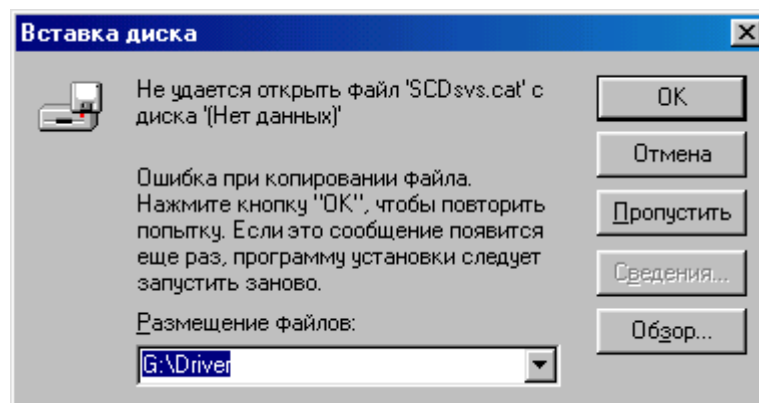 Вставка диска
Не удается открыть файл 'SCDsvs.cat' с
диска '(Нет данных)'
Ошибка при копировании файла.
Нажмите кнопку "OK", чтобы повторить
попытку. Если это сообщение появится
еще раз, программу установки следует
запустить заново.
Размещение файлов:
G:\Driver
OK
Отмена
Пропустить
Сведения...
Обзор...